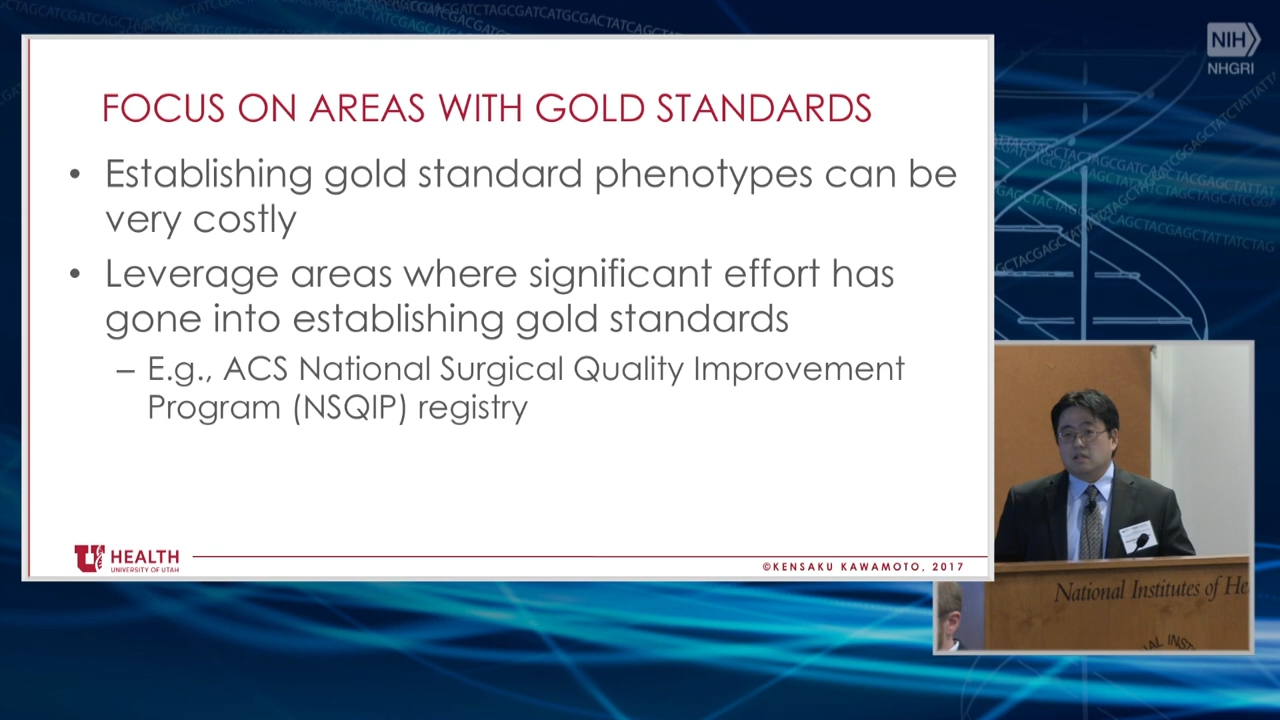 NIH
NHGRI
FOCUS ON AREAS WITH GOLD STANDARDS
• Establishing gold standard phenotypes can be
very costly
• Leverage areas where significant effort has
gone into establishing gold standards
– E.g., ACS National Surgical Quality Improvement
Program (NSQIP) registry
U HEALTH
UNIVERSITY OF UTAH
©KENSAKU KAWAMOTO, 2017
National Institutes of He
AL INST